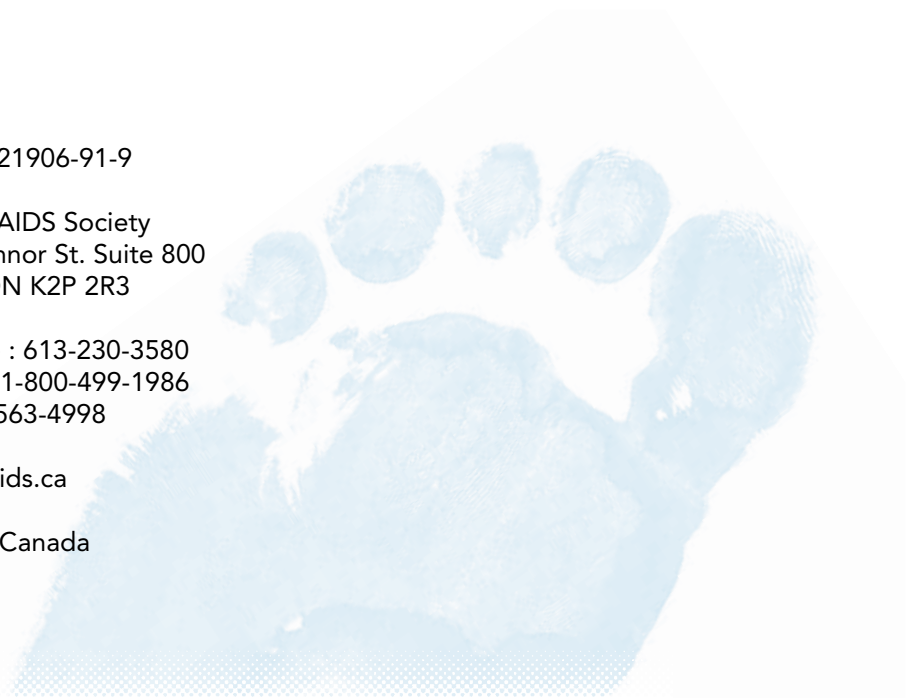 21906-91-9
AIDS Society
nnor St. Suite 800
N K2P 2R3
: 613-230-3580
1-800-499-1986
563-4998
ids.ca
Canada